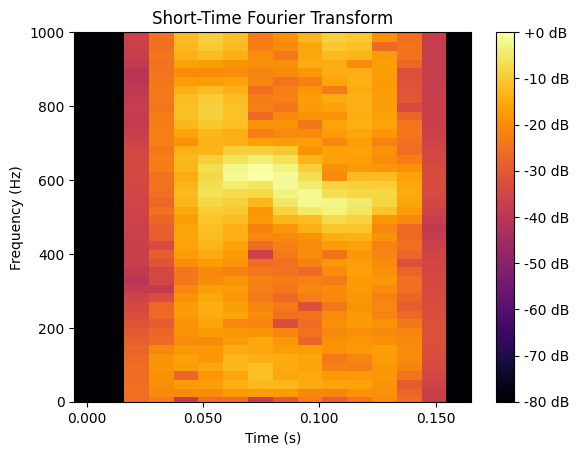 Short-Time Fourier Transform
1000
800
600
400
200
0
Frequency (Hz)
0.000
0.050
0.100
0.150
Time (s)
+0 dB
-10 dB
-20 dB
-30 dB
-40 dB
-50 dB
-60 dB
-70 dB
-80 dB